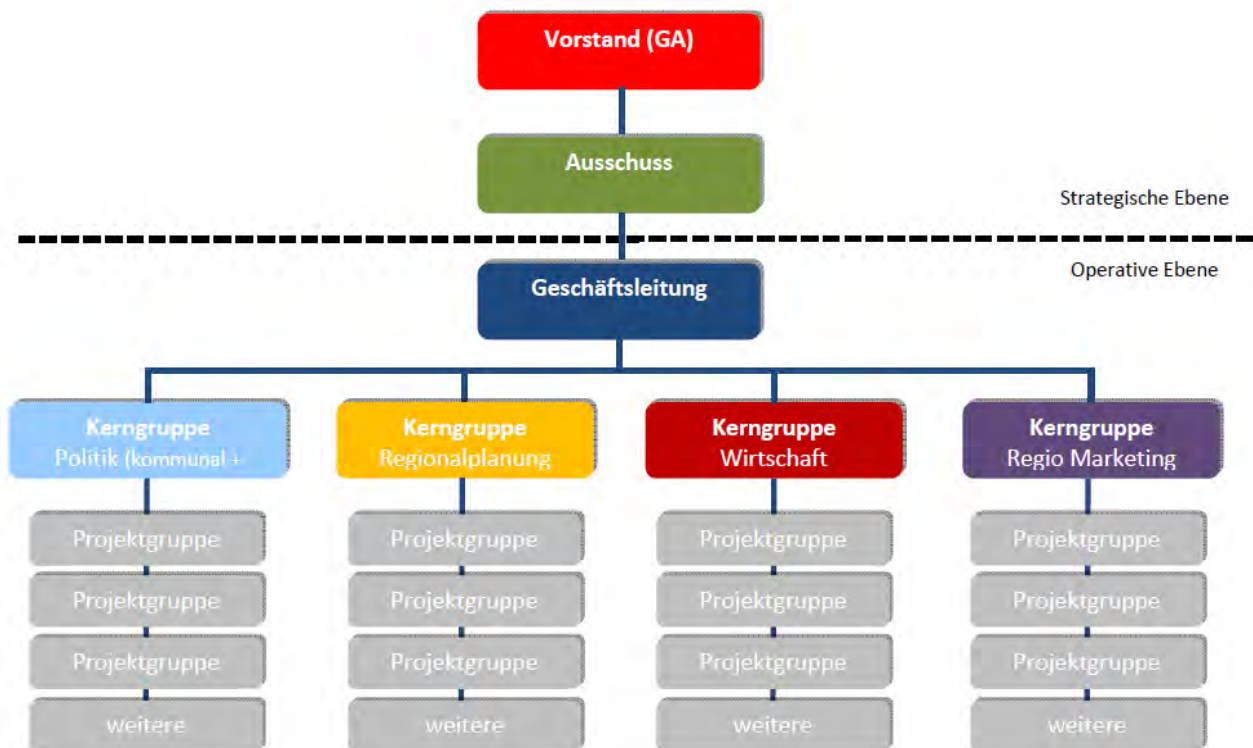 Vorstand (GA)
Ausschuss
Strategische Ebene
Operative Ebene
Geschäftsleitung
Kerngruppe
Politik (kommunal +
Kerngruppe
Regionalplanung
Kerngruppe
Wirtschaft
Kerngruppe
Regio Marketing
Projektgruppe
Projektgruppe
Projektgruppe
Projektgruppe
Projektgruppe
Projektgruppe
Projektgruppe
Projektgruppe
Projektgruppe
Projektgruppe
Projektgruppe
Projektgruppe
weitere
weitere
weitere
weitere